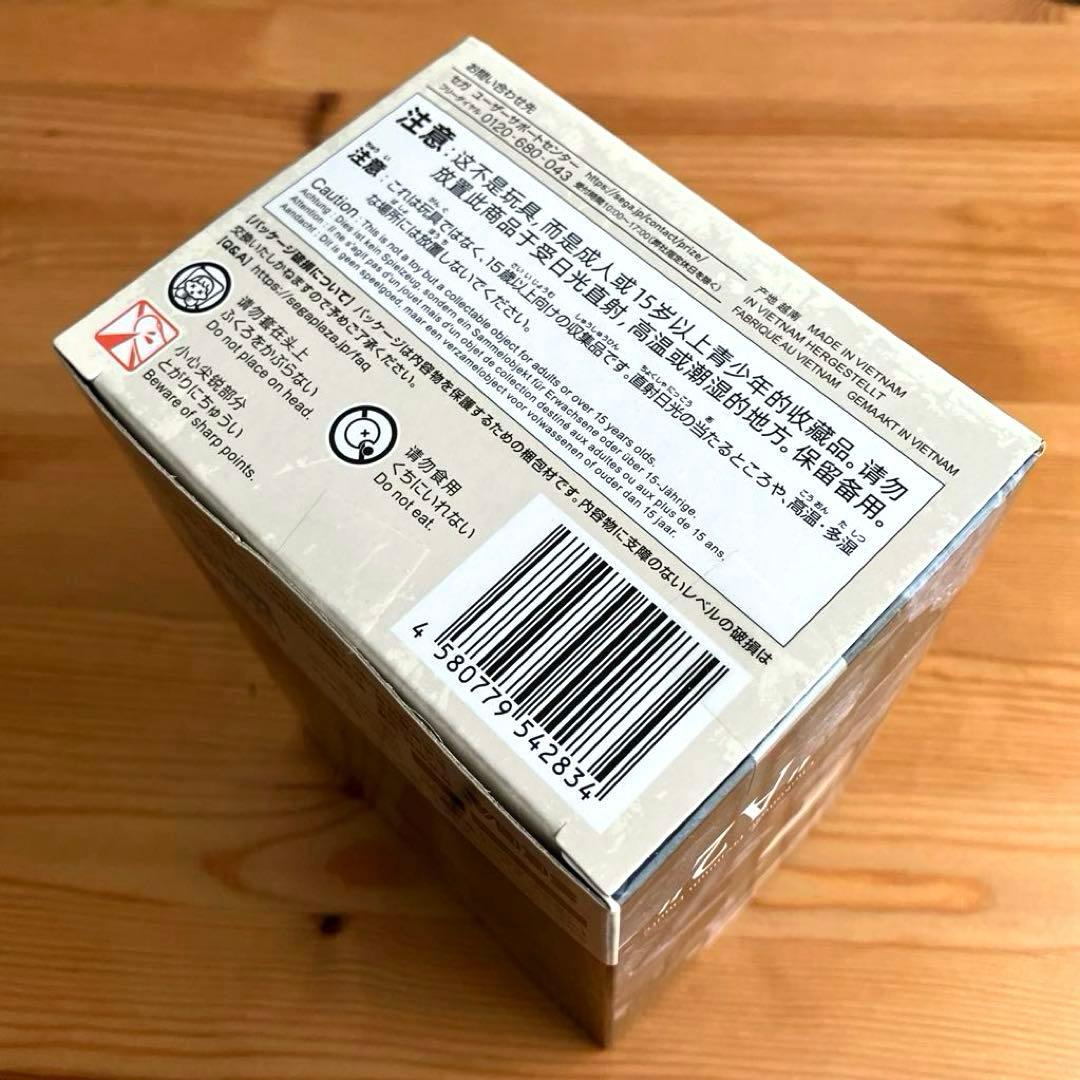 お問い合わせ先
セガ ユーザーサポートセンター https://sega.jp/contact/prize/
フリーダイヤル 0120-680-043 受付時間10:00~17:00(弊社指定休日を除く)
产地 越南 MADE IN VIETNAM
IN VIETNAM HERGESTELLT
FABRIQUÉ AU VIETNAM GEMAAKT IN VIETNAM
注意:这不是玩具,而是成人或15岁以上青少年的收藏品。请勿
放置此商品于受日光直射,高温或潮湿的地方。保留备用。
注意:これは玩具ではなく、15歳以上向けの収集品です。直射日光の当たるところや、高温・多湿
な場所には放置しないでください。
Caution : This is not a toy but a collectable object for adults or over 15 years olds.
Achtung : Dies ist kein Spielzeug, sondern ein Sammelobjekt für Erwachsene oder über 15-Jährige.
Attention : Il ne s'agit pas d'un jouet mais d'un objet de collection destiné aux adultes ou aux plus de 15 ans.
Aandacht : Dit is geen speelgoed, maar een verzamelobject voor volwassenen of ouder dan 15 jaar.
[パッケージ破損について] パッケージは内容物を保護するための梱包材です 内容物に支障のないレベルの破損は
交換いたしかねますので予めご了承ください。
[Q&A] https://segaplaza.jp/faq
请勿套在头上
ふくろをかぶらない
Do not place on head.
小心尖锐部分
とがりにちゅうい
Beware of sharp points.
请勿食用
くちにいれない
Do not eat.
4 580779 542834